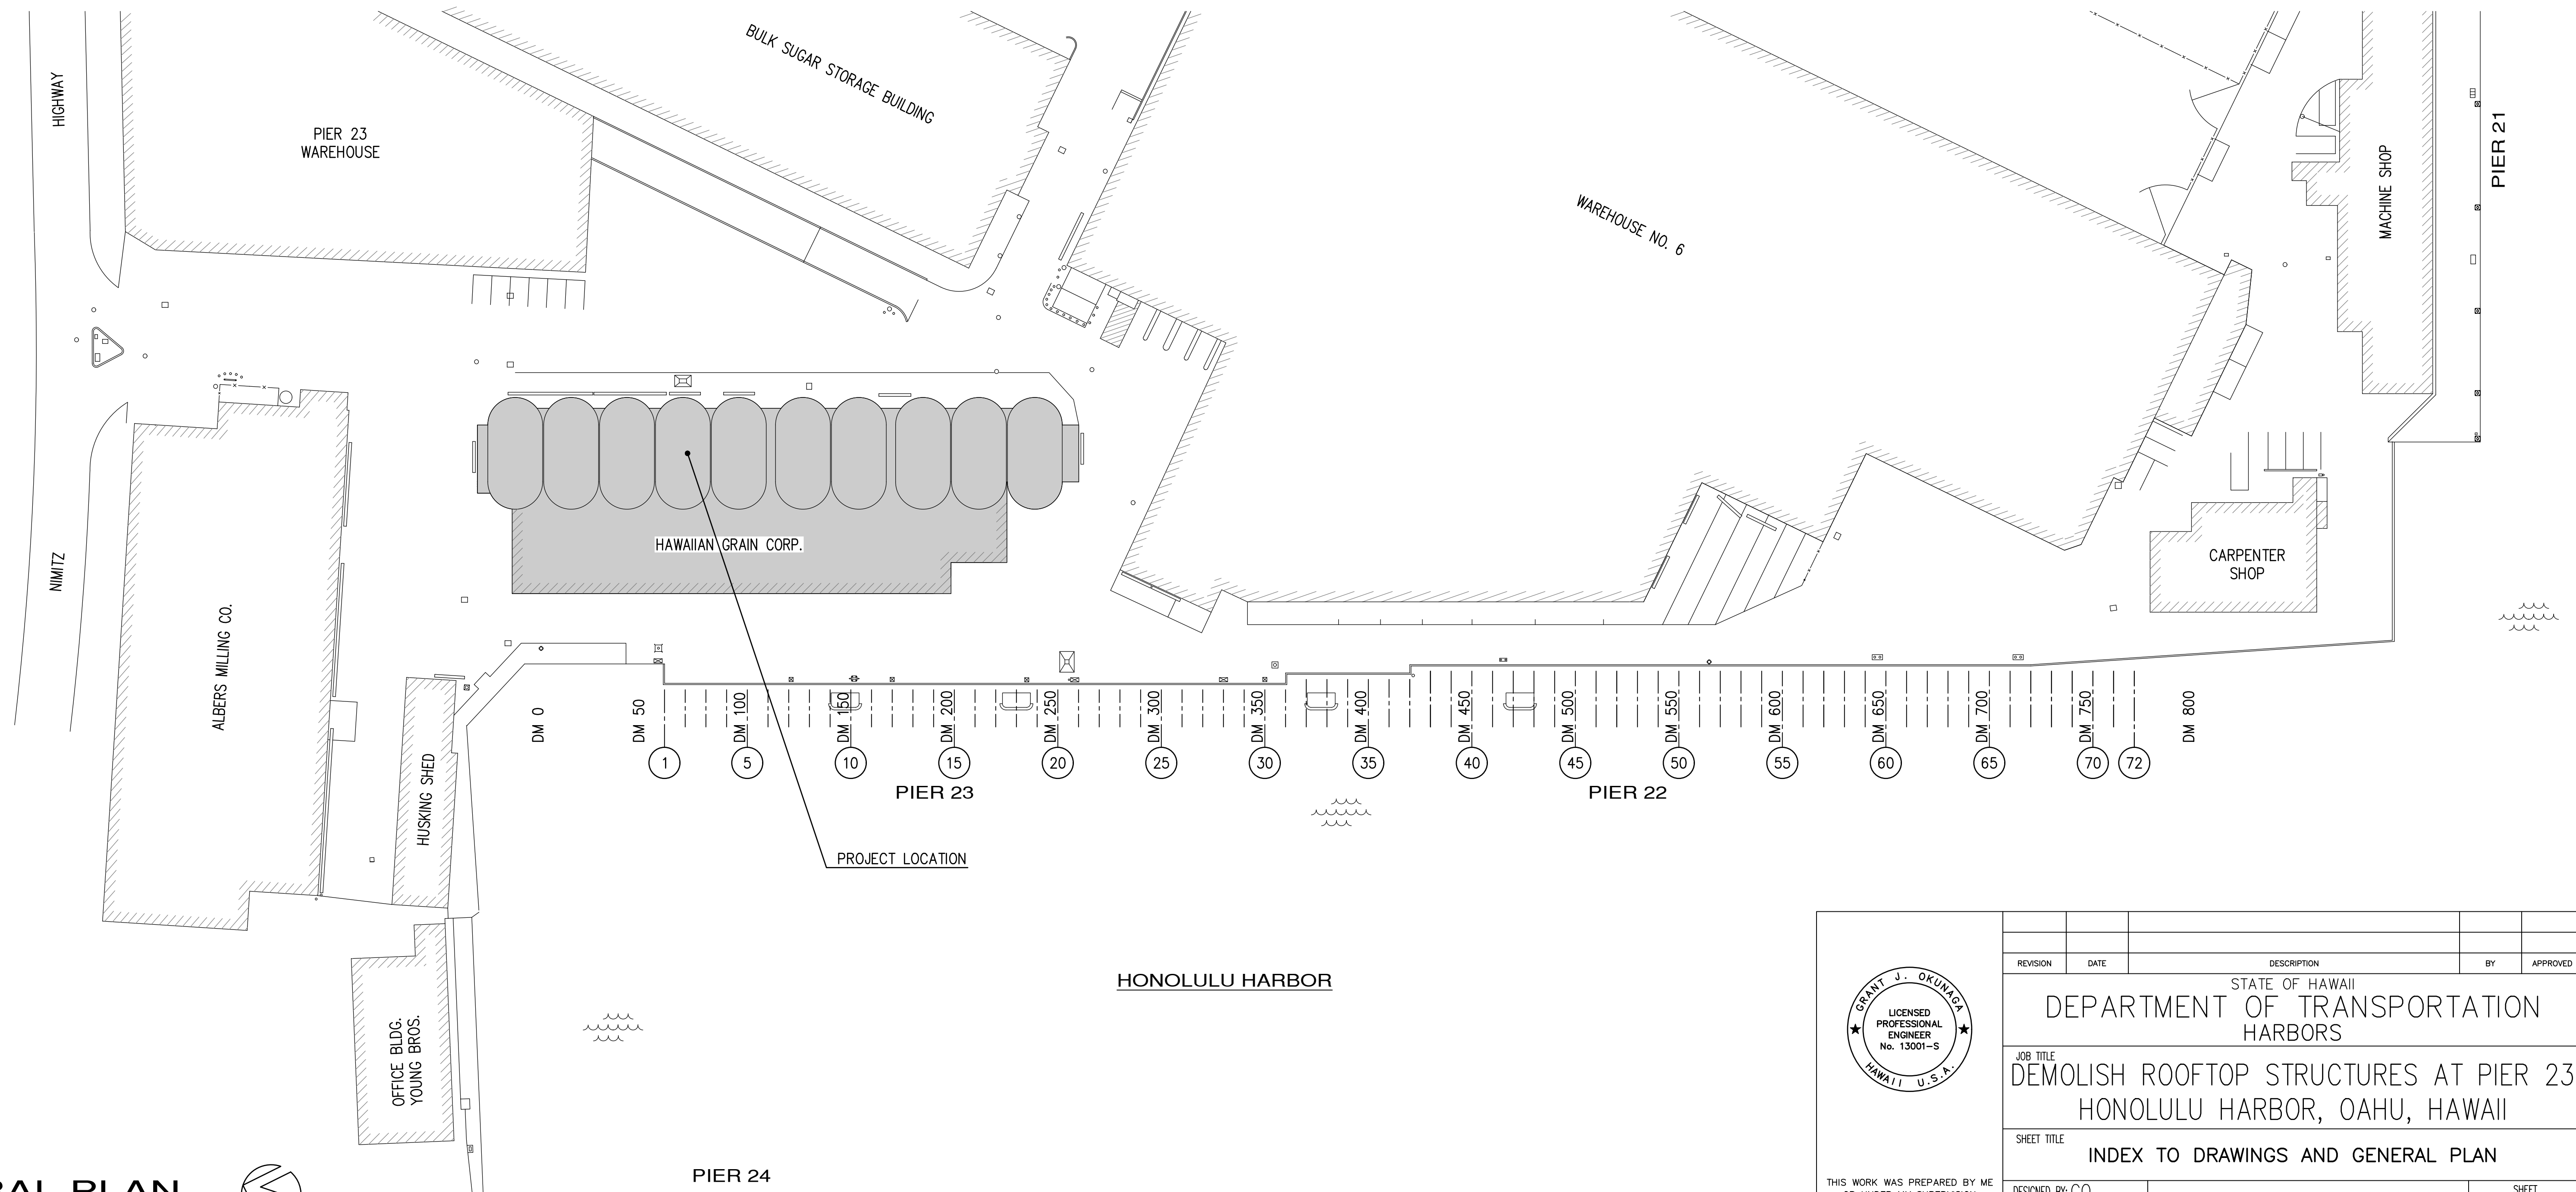 HIGHWAY
PIER 23
WAREHOUSE
BULK SUGAR STORAGE BUILDING
WAREHOUSE NO. 6
MACHINE SHOP
PIER 21
NIMITZ
ALBERS MILLING CO.
HUSKING SHED
HAWAIIAN GRAIN CORP.
CARPENTER
SHOP
DM 0
DM 50
DM 100
DM 150
DM 200
DM 250
DM 300
DM 350
DM 400
DM 450
DM 500
DM 550
DM 600
DM 650
DM 700
DM 750
DM 800
1
5
10
15
20
25
30
35
40
45
50
55
60
65
70
72
PIER 23
PIER 22
PROJECT LOCATION
HONOLULU HARBOR
OFFICE BLDG.
YOUNG BROS.
PIER 24
PLAN
GRANT J. OKUNAGA
LICENSED
PROFESSIONAL
ENGINEER
No. 13001-S
HAWAII U.S.A.
THIS WORK WAS PREPARED BY ME
REVISION DATE DESCRIPTION BY APPROVED
STATE OF HAWAII
DEPARTMENT OF TRANSPORTATION
HARBORS
JOB TITLE
DEMOLISH ROOFTOP STRUCTURES AT PIER 23
HONOLULU HARBOR, OAHU, HAWAII
SHEET TITLE
INDEX TO DRAWINGS AND GENERAL PLAN
DESIGNED BY: GO
SHEET